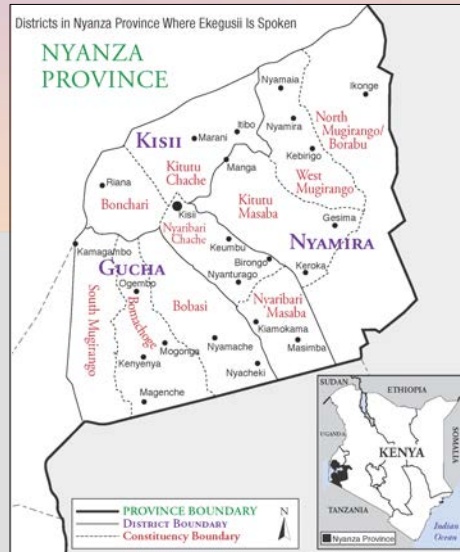 Districts in Nyanza Province Where Ekegusii Is Spoken
NYANZA
PROVINCE
Nyamaia
Ikonge
Itibo
Nyamira
North
Mugirango/
Borabu
KISII
Marani
Kebirigo
Manga
Kitutu
Chache
West
Mugirango
Riana
Bonchari
Kisii
Kitutu
Masaba
Gesima
Nyaribari
Chache
Kamagambo
Keumbu
NYAMIRA
GUCHA
Birongo
Keroka
Ogembo
Nyanturago
South Mugirango
Bomachoge
Bobasi
Nyaribari
Masaba
Kiamokama
Mogonga
Nyamache
Masimba
Kenyenya
Nyacheki
Magenche
PROVINCE BOUNDARY
DISTRICT BOUNDARY
CONSTITUENCY BOUNDARY
N
SUDAN
ETHIOPIA
UGANDA
KENYA
SOMALIA
TANZANIA
Indian
Ocean
Nyanza Province